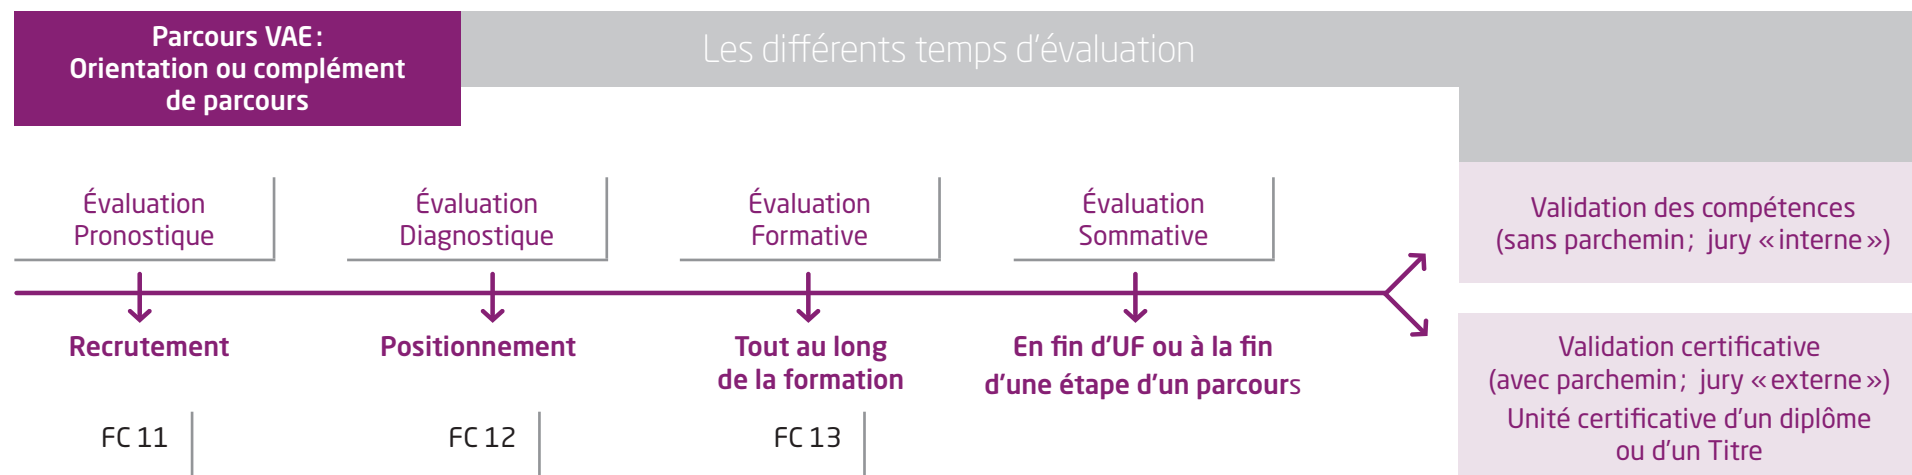 Parcours VAE :
Orientation ou complément
de parcours
Les différents temps d'évaluation
Évaluation
Pronostique
Évaluation
Diagnostique
Évaluation
Formative
Évaluation
Sommative
Validation des compétences
(sans parchemin ; jury « interne »)
Recrutement
Positionnement
Tout au long
de la formation
En fin d'UF ou à la fin
d'une étape d'un parcours
Validation certificative
(avec parchemin ; jury « externe »)
Unité certificative d'un diplôme
ou d'un Titre
FC 11
FC 12
FC 13